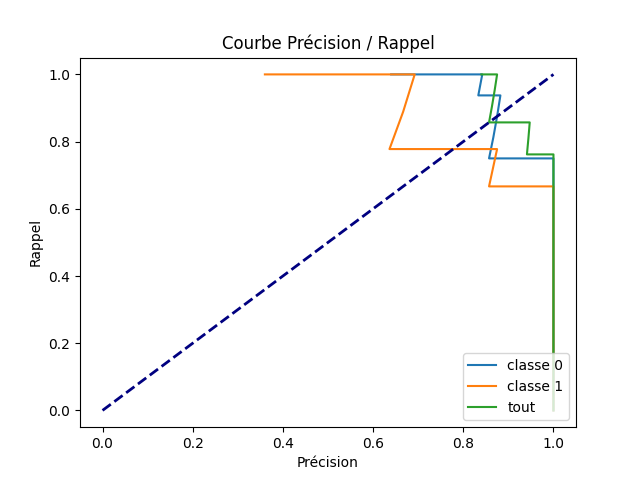 Courbe Précision / Rappel
1.0
0.8
0.6
0.4
0.2
0.0
Rappel
classe 0
classe 1
tout
0.0 0.2 0.4 0.6 0.8 1.0
Précision